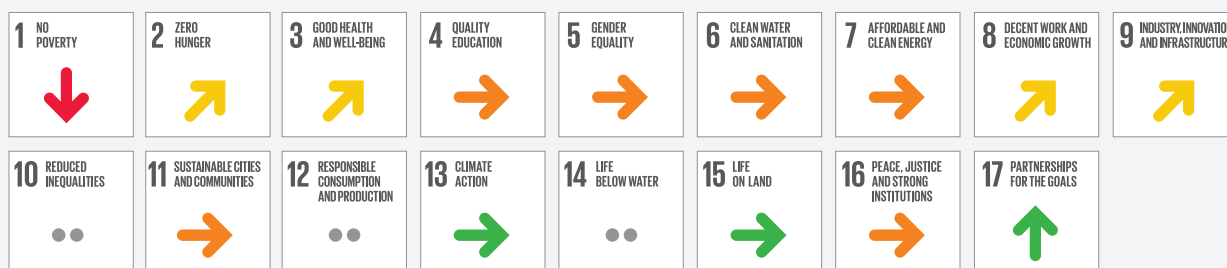 1 NO
POVERTY
2 ZERO
HUNGER
3 GOOD HEALTH
AND WELL-BEING
4 QUALITY
EDUCATION
5 GENDER
EQUALITY
6 CLEAN WATER
AND SANITATION
7 AFFORDABLE AND
CLEAN ENERGY
8 DECENT WORK AND
ECONOMIC GROWTH
9 INDUSTRY, INNOVATIO
AND INFRASTRUCTUR
10 REDUCED
INEQUALITIES
11 SUSTAINABLE CITIES
AND COMMUNITIES
12 RESPONSIBLE
CONSUMPTION
AND PRODUCTION
13 CLIMATE
ACTION
14 LIFE
BELOW WATER
15 LIFE
ON LAND
16 PEACE, JUSTICE
AND STRONG
INSTITUTIONS
17 PARTNERSHIPS
FOR THE GOALS